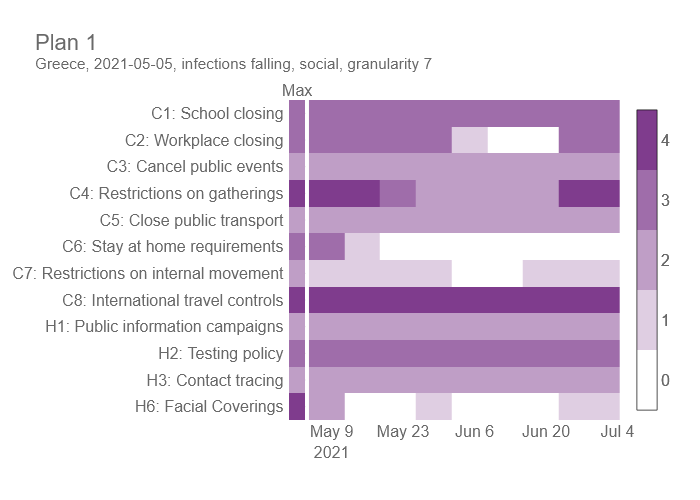 Plan 1
Greece, 2021-05-05, infections falling, social, granularity 7
Max
C1: School closing
C2: Workplace closing
C3: Cancel public events
C4: Restrictions on gatherings
C5: Close public transport
C6: Stay at home requirements
C7: Restrictions on internal movement
C8: International travel controls
H1: Public information campaigns
H2: Testing policy
H3: Contact tracing
H6: Facial Coverings
May 9 May 23 Jun 6 Jun 20 Jul 4
2021
4
3
2
1
0